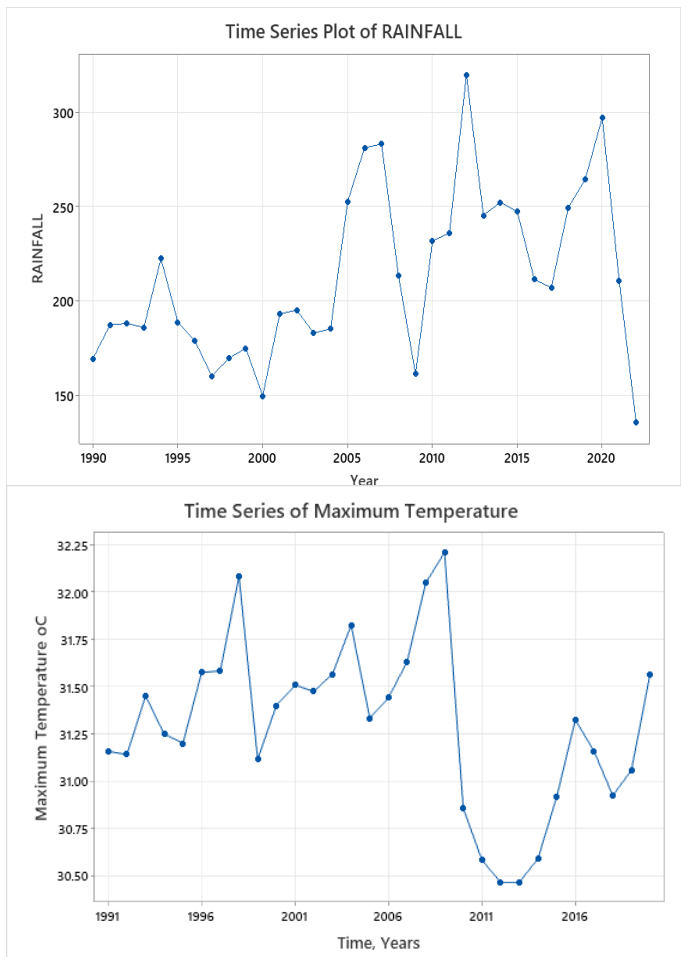 Time Series Plot of RAINFALL
RAINFALL
300
250
200
150
1990 1995 2000 2005 2010 2015 2020
Year
Time Series of Maximum Temperature
Maximum Temperature oC
32.25
32.00
31.75
31.50
31.25
31.00
30.75
30.50
1991 1996 2001 2006 2011 2016
Time, Years